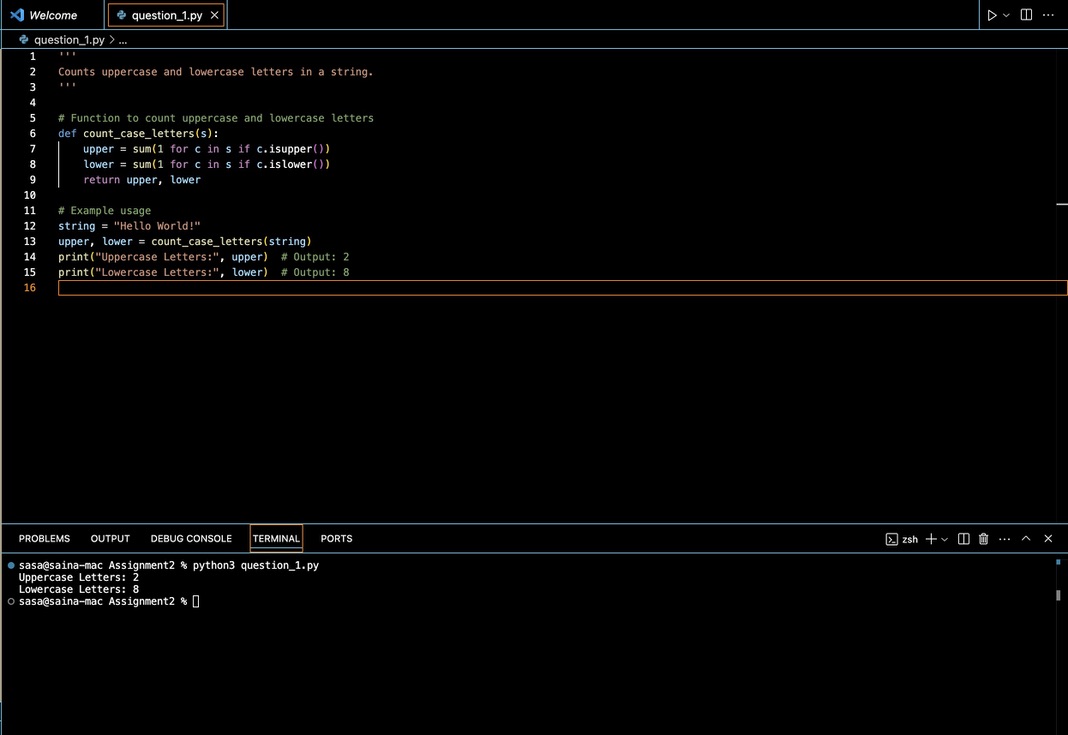 Welcome
question_1.py
question_1.py > ...
1 '''
2 Counts uppercase and lowercase letters in a string.
3 '''
4
5 # Function to count uppercase and lowercase letters
6 def count_case_letters(s):
7     upper = sum(1 for c in s if c.isupper())
8     lower = sum(1 for c in s if c.islower())
9     return upper, lower
10
11 # Example usage
12 string = "Hello World!"
13 upper, lower = count_case_letters(string)
14 print("Uppercase Letters:", upper)  # Output: 2
15 print("Lowercase Letters:", lower)  # Output: 8
16
PROBLEMS OUTPUT DEBUG CONSOLE TERMINAL PORTS zsh
sasa@saina-mac Assignment2 % python3 question_1.py
Uppercase Letters: 2
Lowercase Letters: 8
sasa@saina-mac Assignment2 %